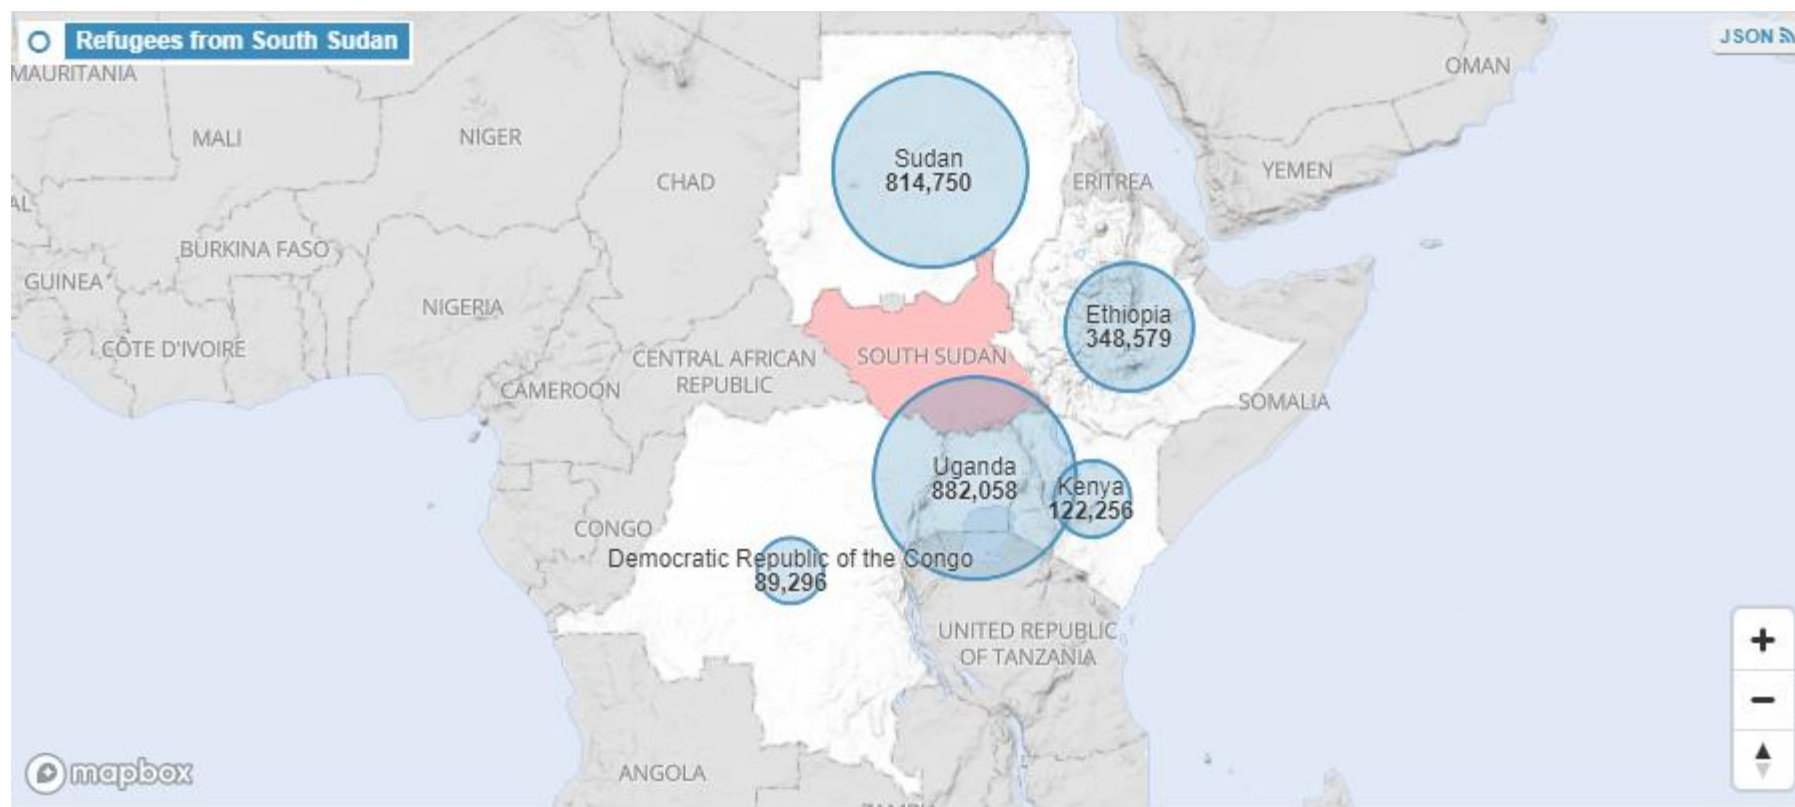 Refugees from South Sudan
JSON
MAURITANIA
OMAN
MALI
NIGER
Sudan
814,750
YEMEN
CHAD
ERITREA
BURKINA FASO
GUINEA
NIGERIA
Ethiopia
348,579
CÔTE D'IVOIRE
CENTRAL AFRICAN
REPUBLIC
SOUTH SUDAN
CAMEROON
SOMALIA
Uganda
882,058
Kenya
122,256
CONGO
Democratic Republic of the Congo
89,296
UNITED REPUBLIC
OF TANZANIA
ANGOLA
mapbox